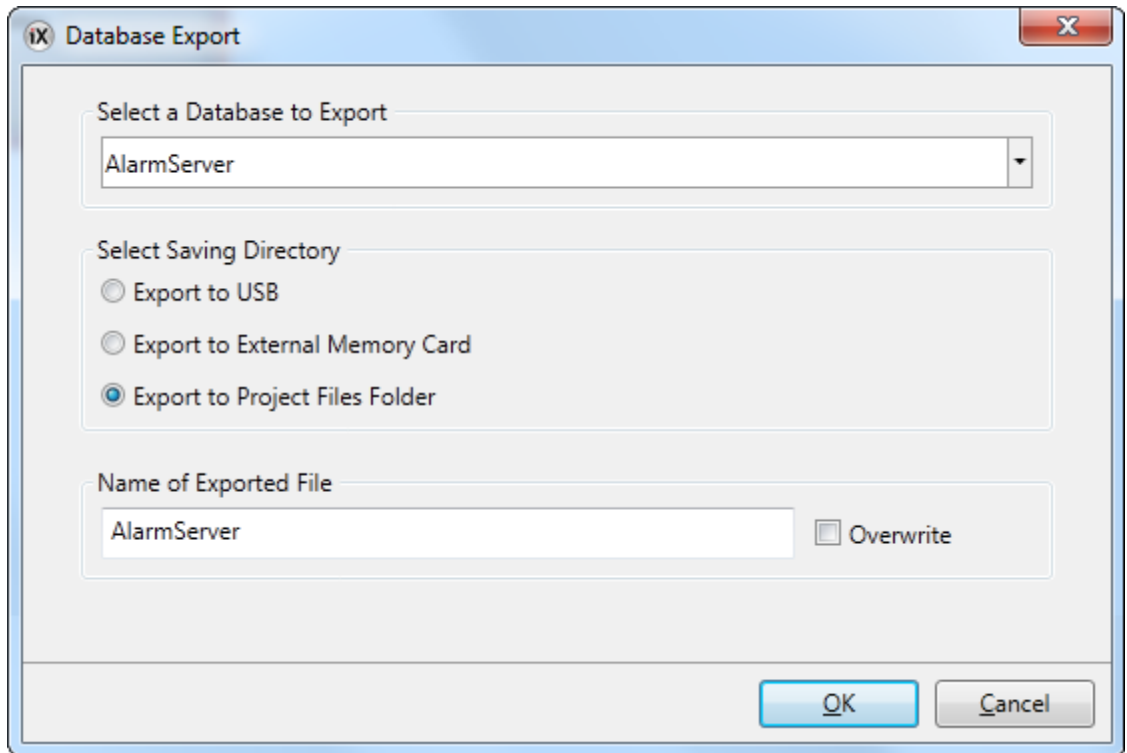 iX Database Export
Select a Database to Export
AlarmServer
Select Saving Directory
Export to USB
Export to External Memory Card
Export to Project Files Folder
Name of Exported File
AlarmServer
Overwrite
OK
Cancel